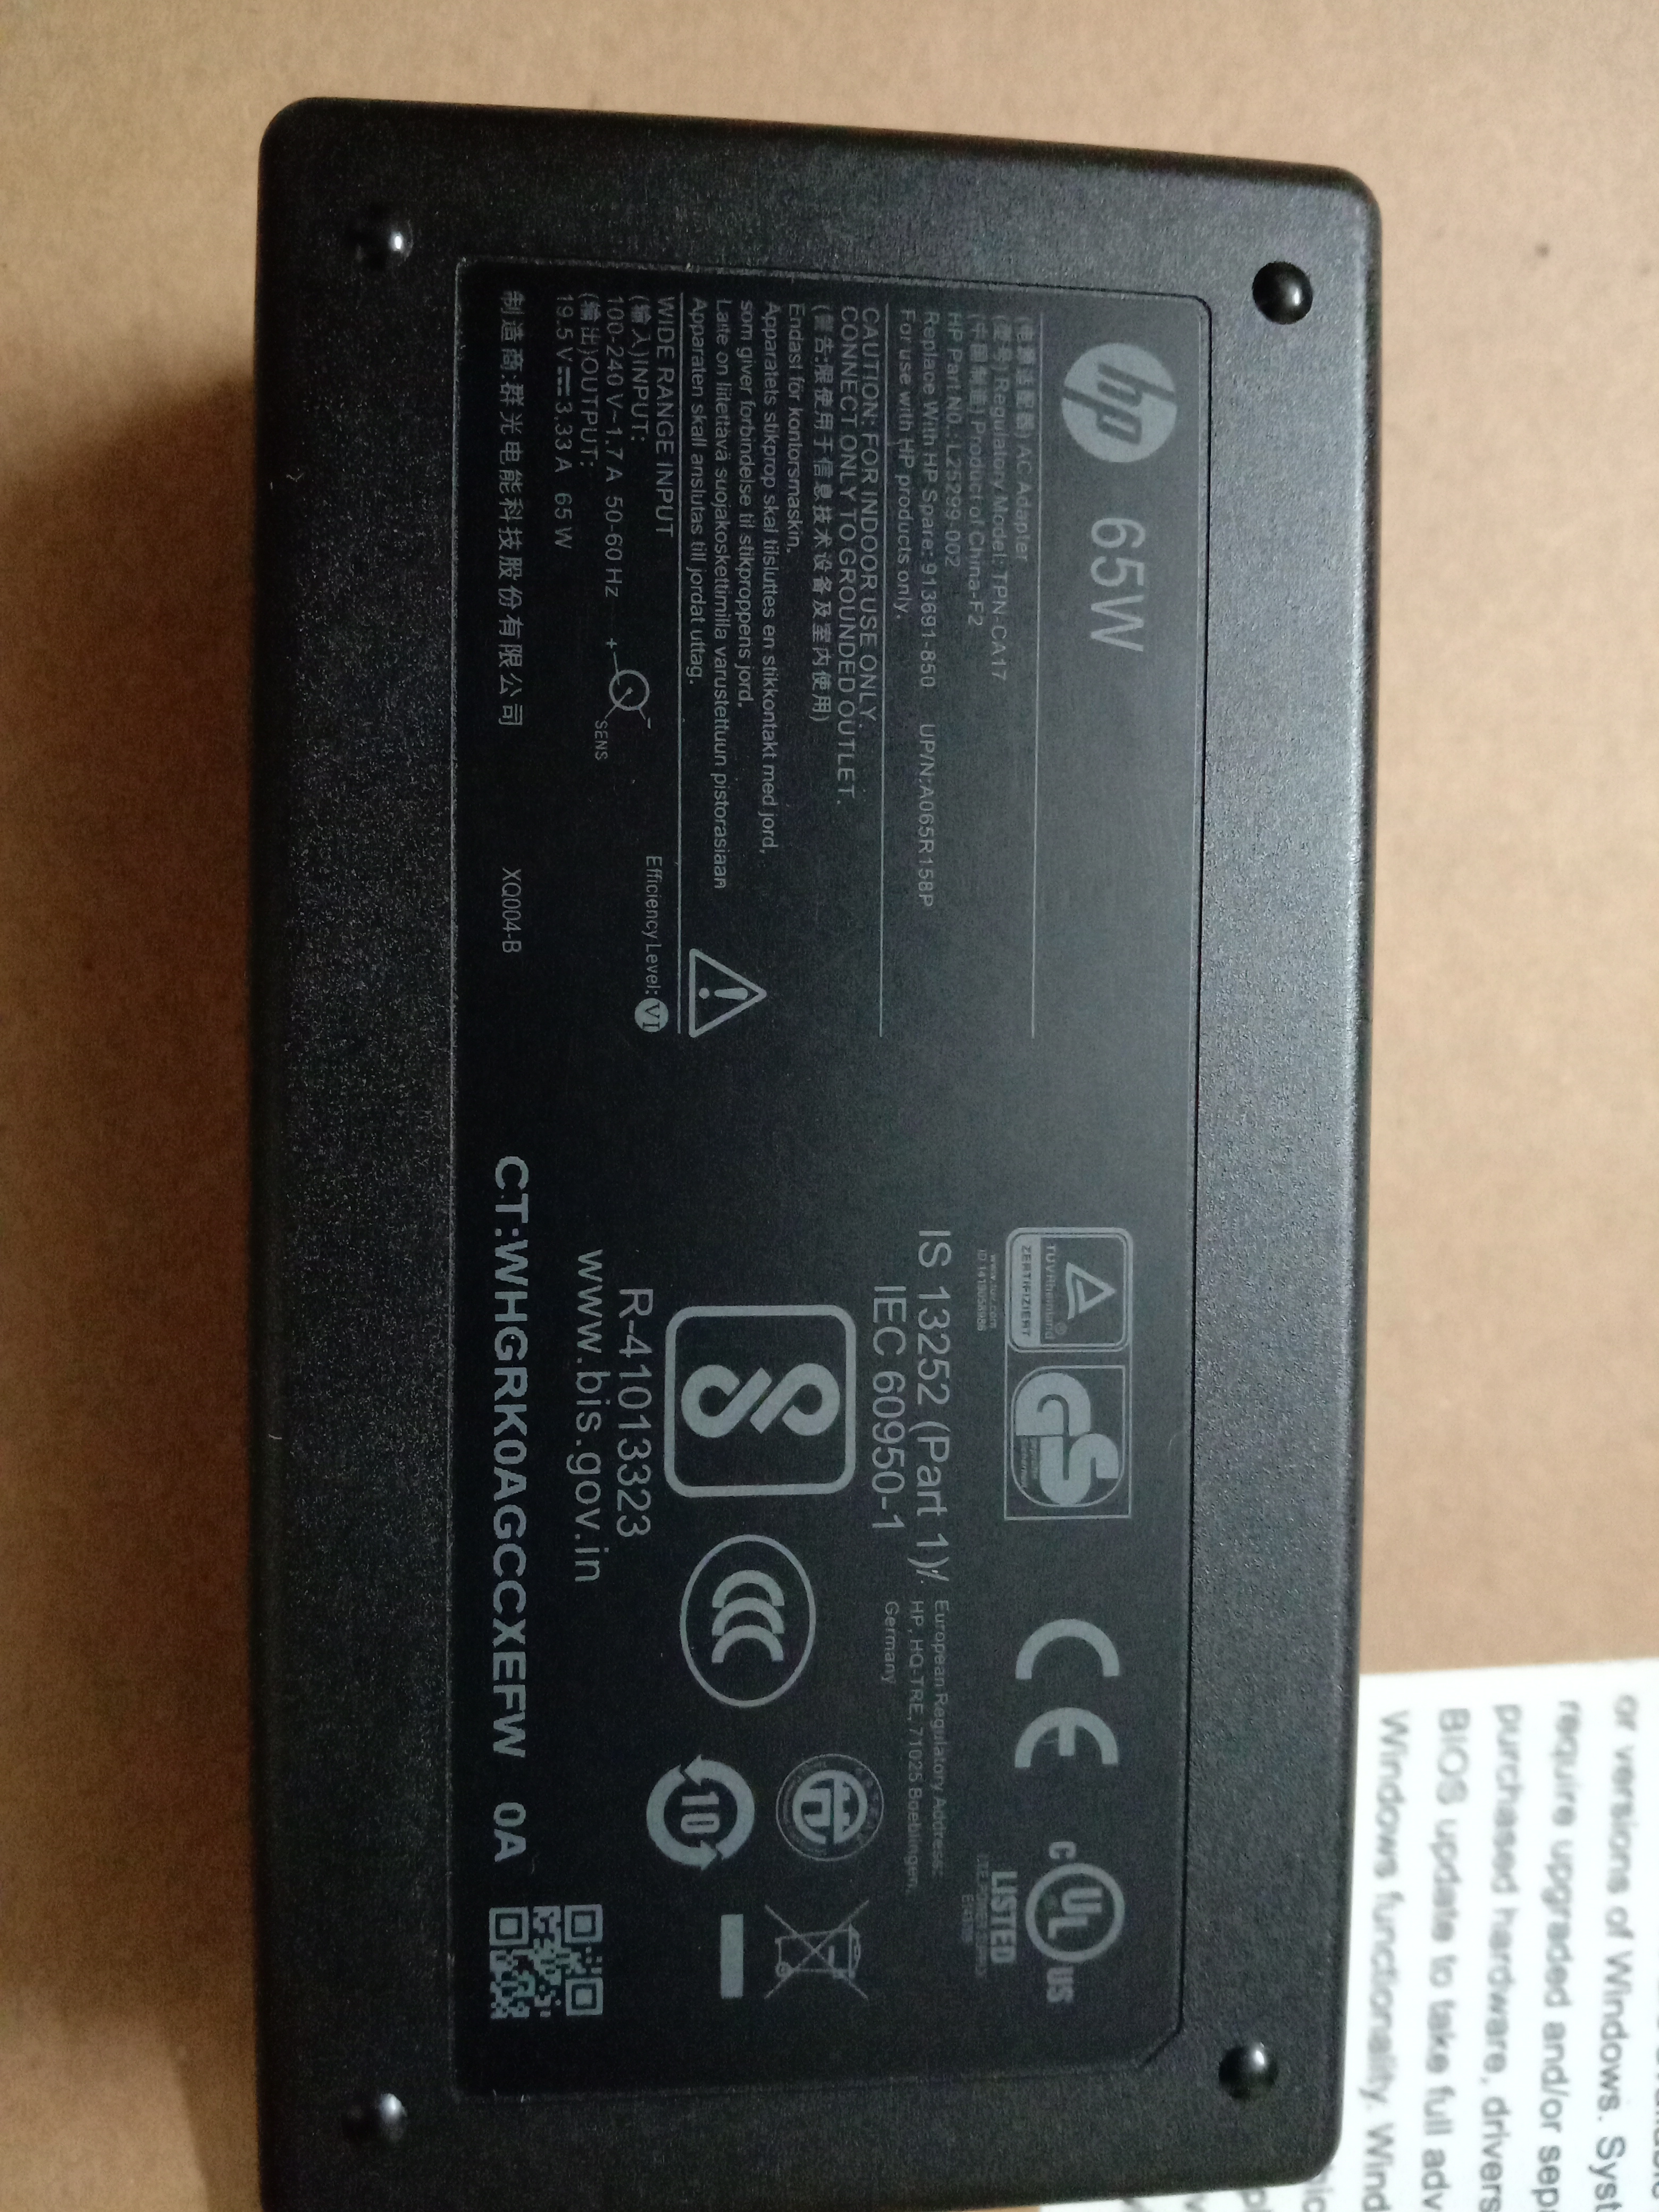 hp 65W
(电源适配器) AC Adapter
(型号) Regulatory Model: TPN-CA17
(中国制造) Product of China-F2
HP Part NO.: L25299-002
Replace With HP Spare: 913691-850 UP/N:A065R158P
For use with HP products only.
CAUTION: FOR INDOOR USE ONLY.
CONNECT ONLY TO GROUNDED OUTLET.
(警告:限使用于信息技术设备及室内使用)
Endast for kontorsmaskin.
Apparatets stikprop skal tilsluttes en stikkontakt med jord,
som giver forbindelse til stikproppens jord.
Laite on liitettävä suojakoskettimilla varustettuun pistorasiaan
Apparaten skall anslutas till jordat uttag.
WIDE RANGE INPUT
(输入)INPUT:
100-240 V~1.7 A 50-60 Hz
+ - SENS
(输出)OUTPUT:
19.5 V⎓3.33 A 65 W
Efficiency Level: VI
制造商:群光电能科技股份有限公司 XQ004-B
TÜVRheinland®
ZERTIFIZIERT
www.tuv.com
GS
CE
c UL us
LISTED
IS 13252 (Part 1)/
IEC 60950-1
European Regulatory Address:
HP, HQ-TRE, 71025 Boeblingen,
Germany
R-41013323
www.bis.gov.in
10
CT:WHGRK0AGCCXEFW 0A
or versions of Windows. Syst
require upgraded and/or sep
purchased hardware, drivers
BIOS update to take full adv
Windows functionality. Wind